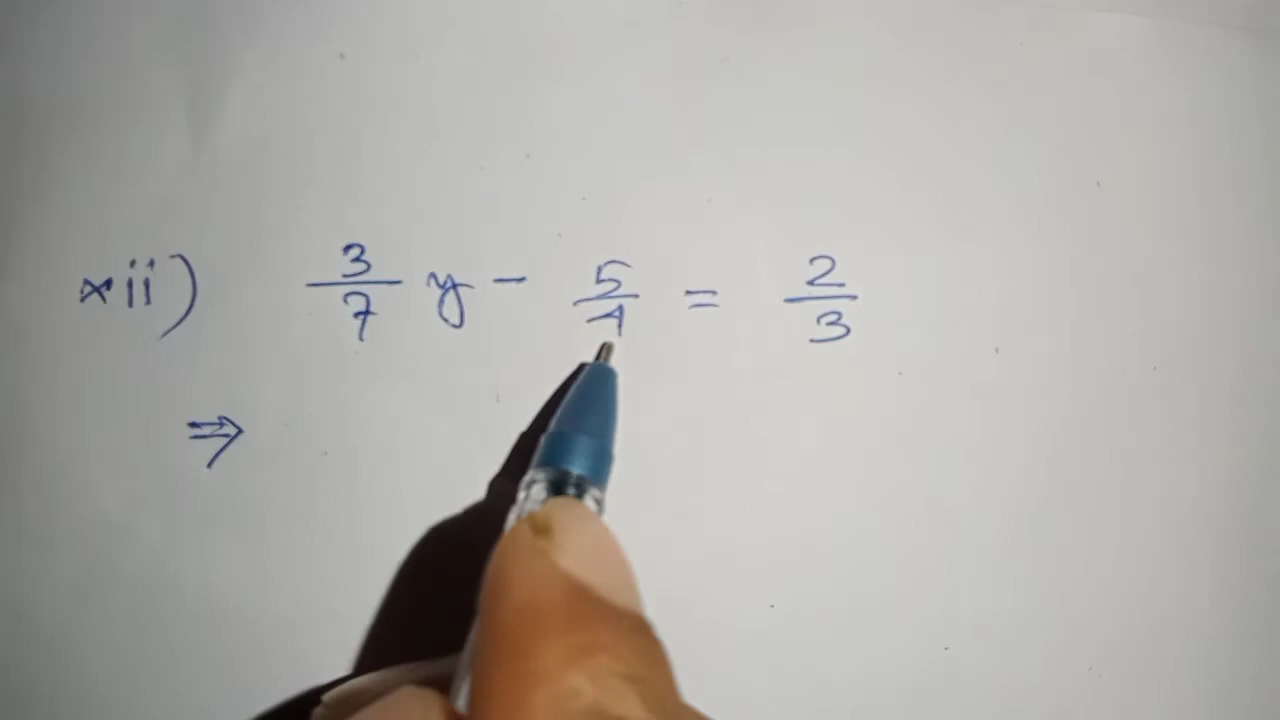 xii) 3/7 y - 5/4 = 2/3
⇒